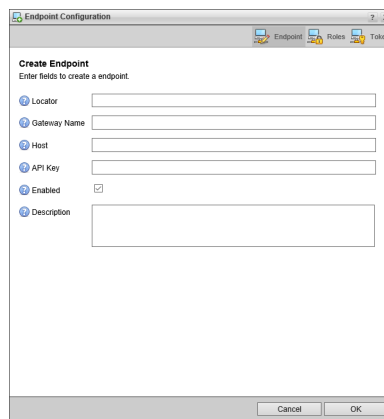 Endpoint Configuration
?
Endpoint Roles
Create Endpoint
Enter fields to create a endpoint.
? Locator
? Gateway Name
? Host
? API Key
? Enabled
? Description
Cancel OK